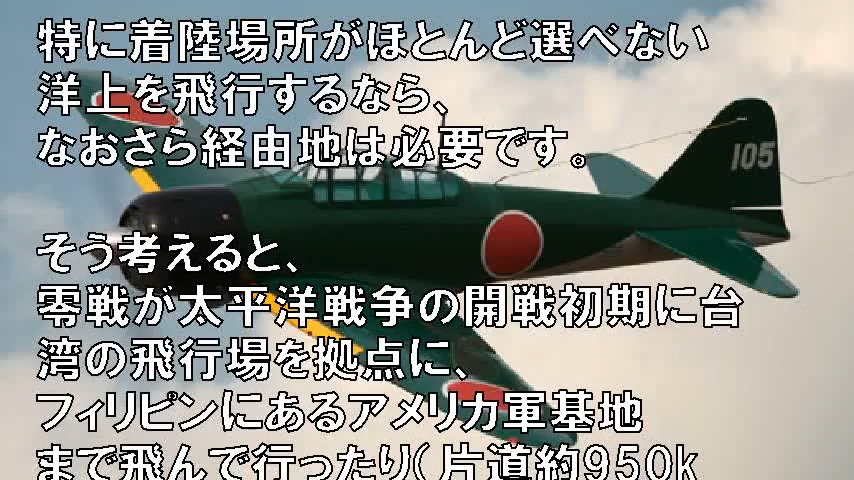 特に着陸場所がほとんど選べない
洋上を飛行するなら、
なおさら経由地は必要です。
そう考えると、
零戦が太平洋戦争の開戦初期に台
湾の飛行場を拠点に、
フィリピンにあるアメリカ軍基地
まで飛んで行ったり(片道約950k
105